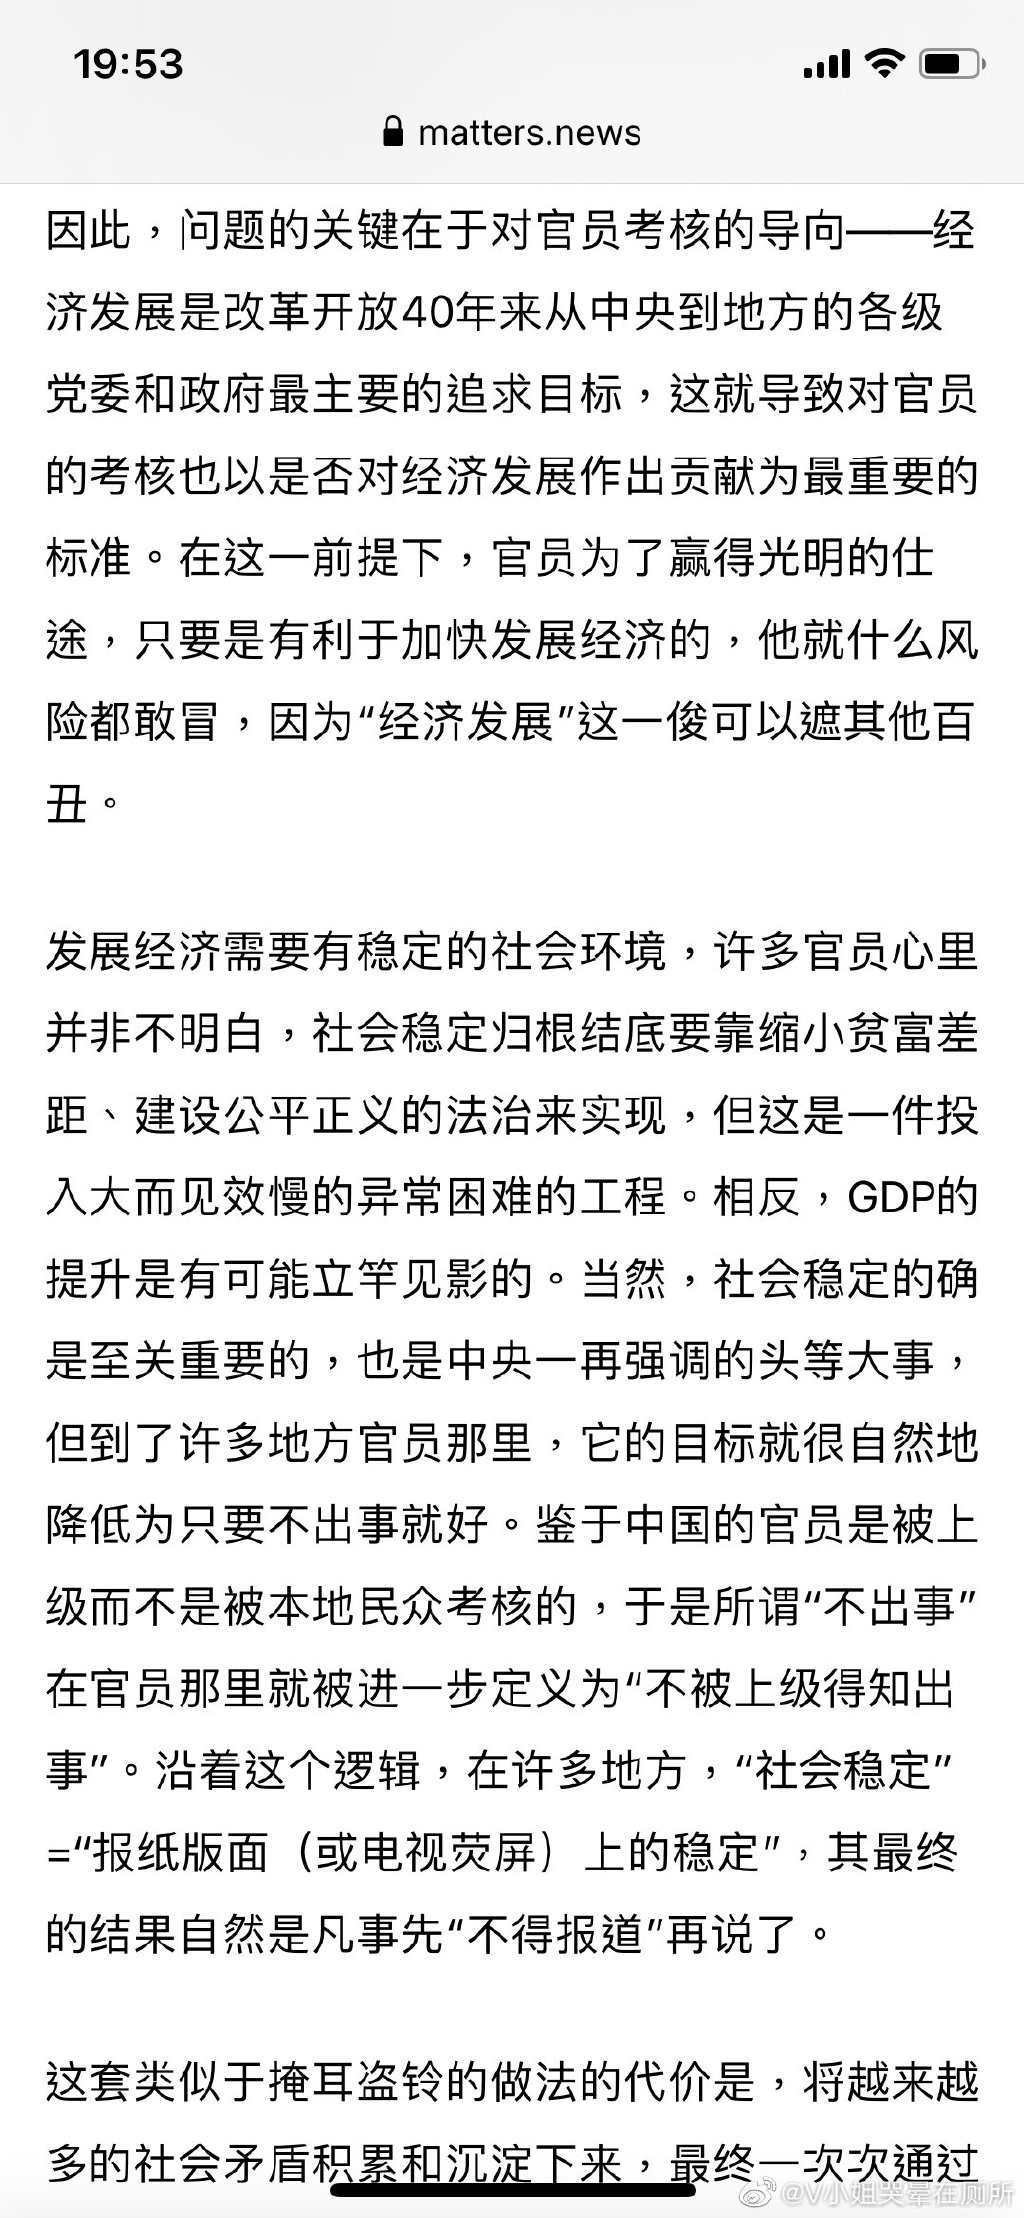 19:53
matters.news
因此，问题的关键在于对官员考核的导向——经
济发展是改革开放40年来从中央到地方的各级
党委和政府最主要的追求目标，这就导致对官员
的考核也以是否对经济发展作出贡献为最重要的
标准。在这一前提下，官员为了赢得光明的仕
途，只要是有利于加快发展经济的，他就什么风
险都敢冒，因为“经济发展”这一俊可以遮其他百
丑。
发展经济需要有稳定的社会环境，许多官员心里
并非不明白，社会稳定归根结底要靠缩小贫富差
距、建设公平正义的法治来实现，但这是一件投
入大而见效慢的异常困难的工程。相反，GDP的
提升是有可能立竿见影的。当然，社会稳定的确
是至关重要的，也是中央一再强调的头等大事，
但到了许多地方官员那里，它的目标就很自然地
降低为只要不出事就好。鉴于中国的官员是被上
级而不是被本地民众考核的，于是所谓“不出事”
在官员那里就被进一步定义为“不被上级得知出
事”。沿着这个逻辑，在许多地方，“社会稳定”
=“报纸版面（或电视荧屏）上的稳定”，其最终
的结果自然是凡事先“不得报道”再说了。
这套类似于掩耳盗铃的做法的代价是，将越来越
多的社会矛盾积累和沉淀下来，最终一次次通过
@V小姐哭晕在厕所